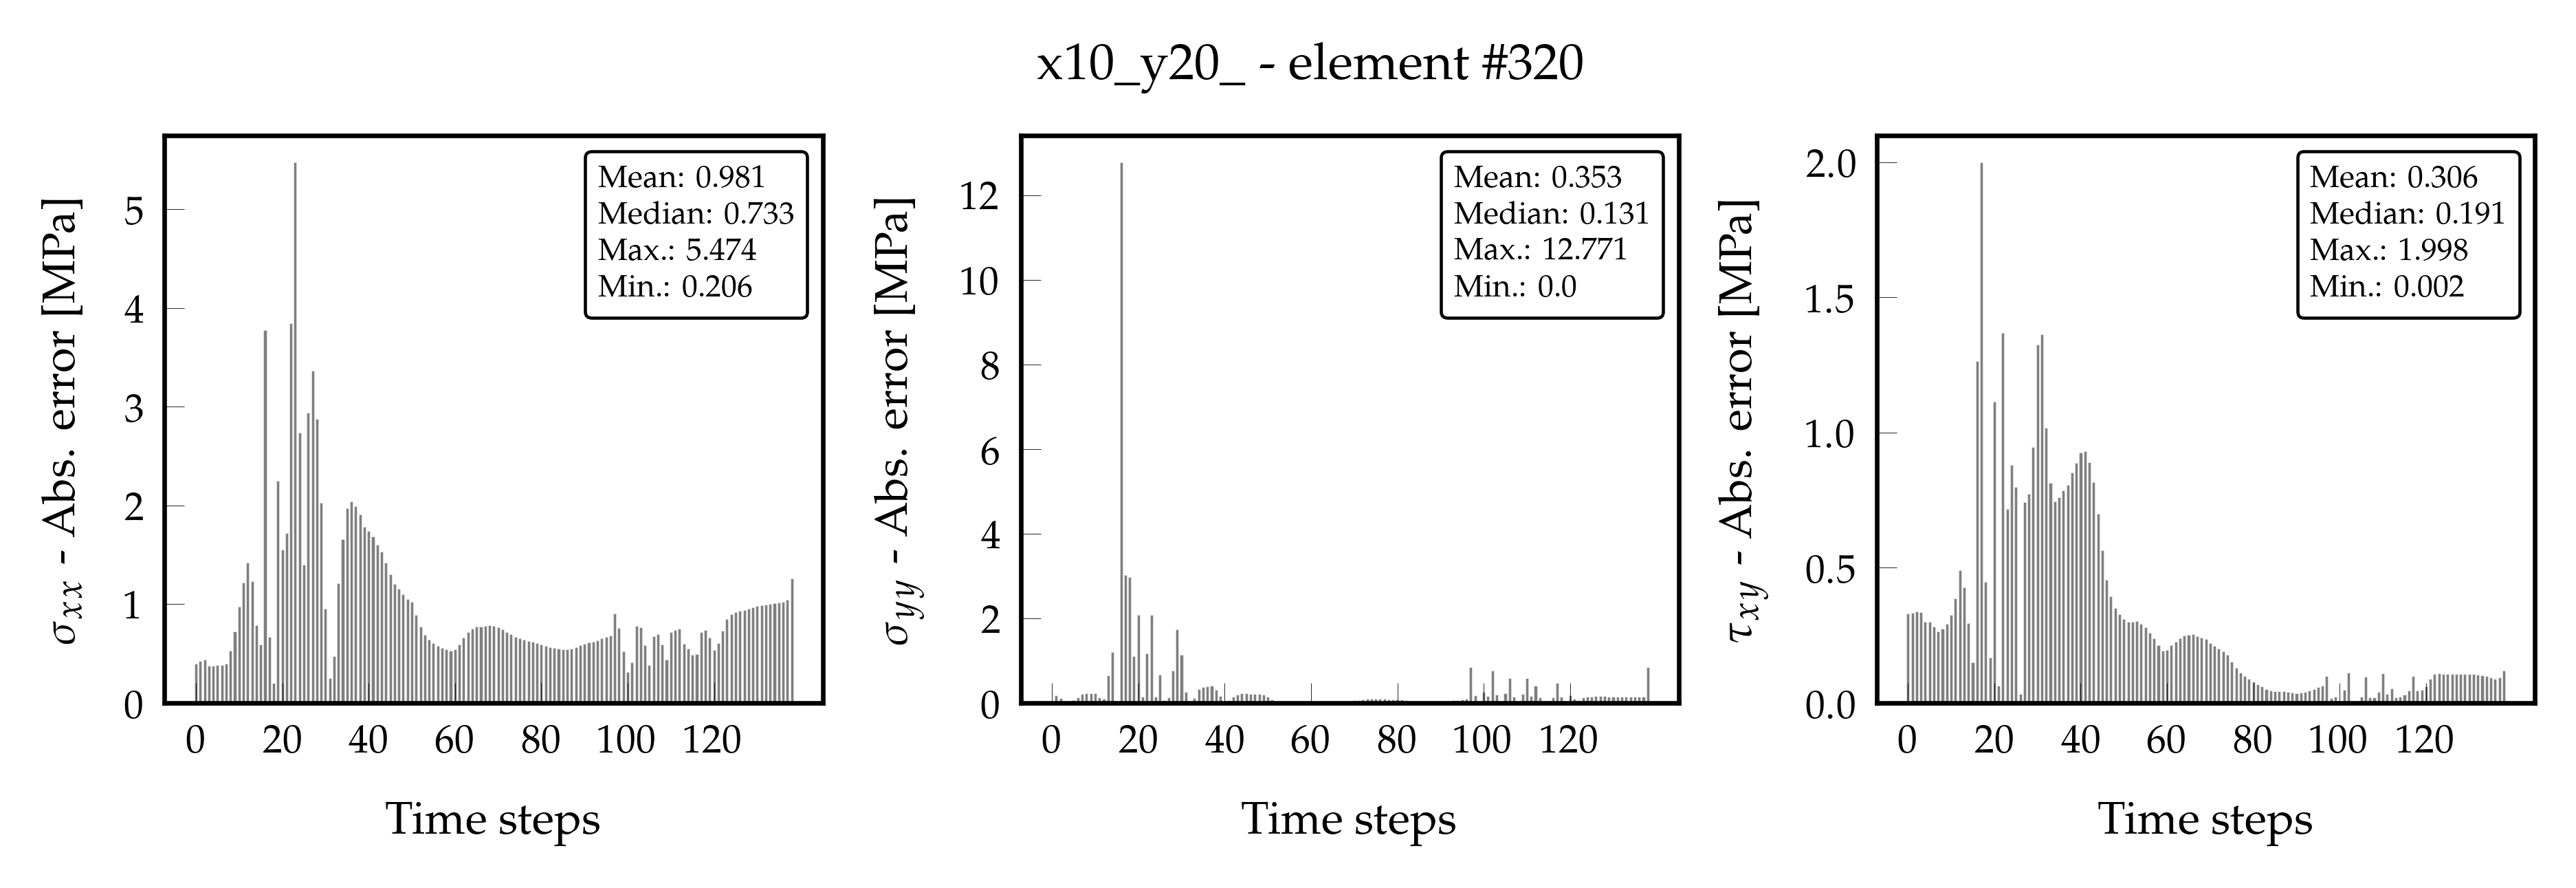 x10_y20_ - element #320
σxx - Abs. error [MPa]
5
4
3
2
1
0
0 20 40 60 80 100 120
Time steps
Mean: 0.981
Median: 0.733
Max.: 5.474
Min.: 0.206
σyy - Abs. error [MPa]
12
10
8
6
4
2
0
0 20 40 60 80 100 120
Time steps
Mean: 0.353
Median: 0.131
Max.: 12.771
Min.: 0.0
τxy - Abs. error [MPa]
2.0
1.5
1.0
0.5
0.0
0 20 40 60 80 100 120
Time steps
Mean: 0.306
Median: 0.191
Max.: 1.998
Min.: 0.002